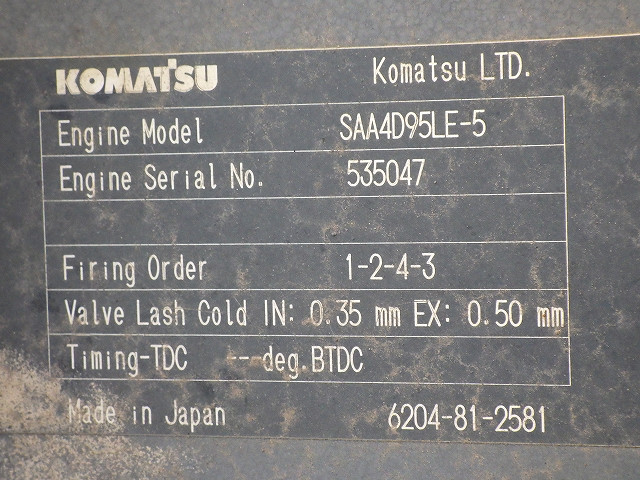 KOMATSU Komatsu LTD.
Engine Model SAA4D95LE-5
Engine Serial No. 535047
Firing Order 1-2-4-3
Valve Lash Cold IN: 0.35 mm EX: 0.50 mm
Timing-TDC -- deg.BTDC
Made in Japan 6204-81-2581